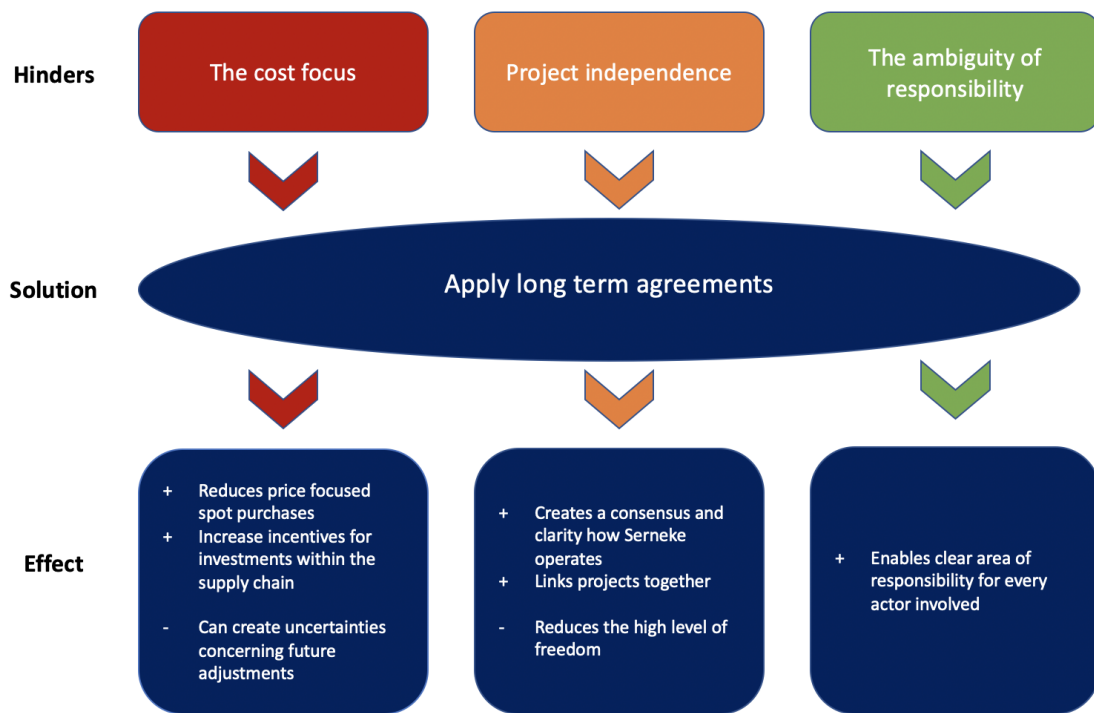 Hinders
The cost focus
Project independence
The ambiguity of
responsibility
Solution
Apply long term agreements
Effect
+ Reduces price focused
spot purchases
+ Increase incentives for
investments within the
supply chain
- Can create uncertainties
concerning future
adjustments
+ Creates a consensus and
clarity how Serneke
operates
+ Links projects together
- Reduces the high level of
freedom
+ Enables clear area of
responsibility for every
actor involved